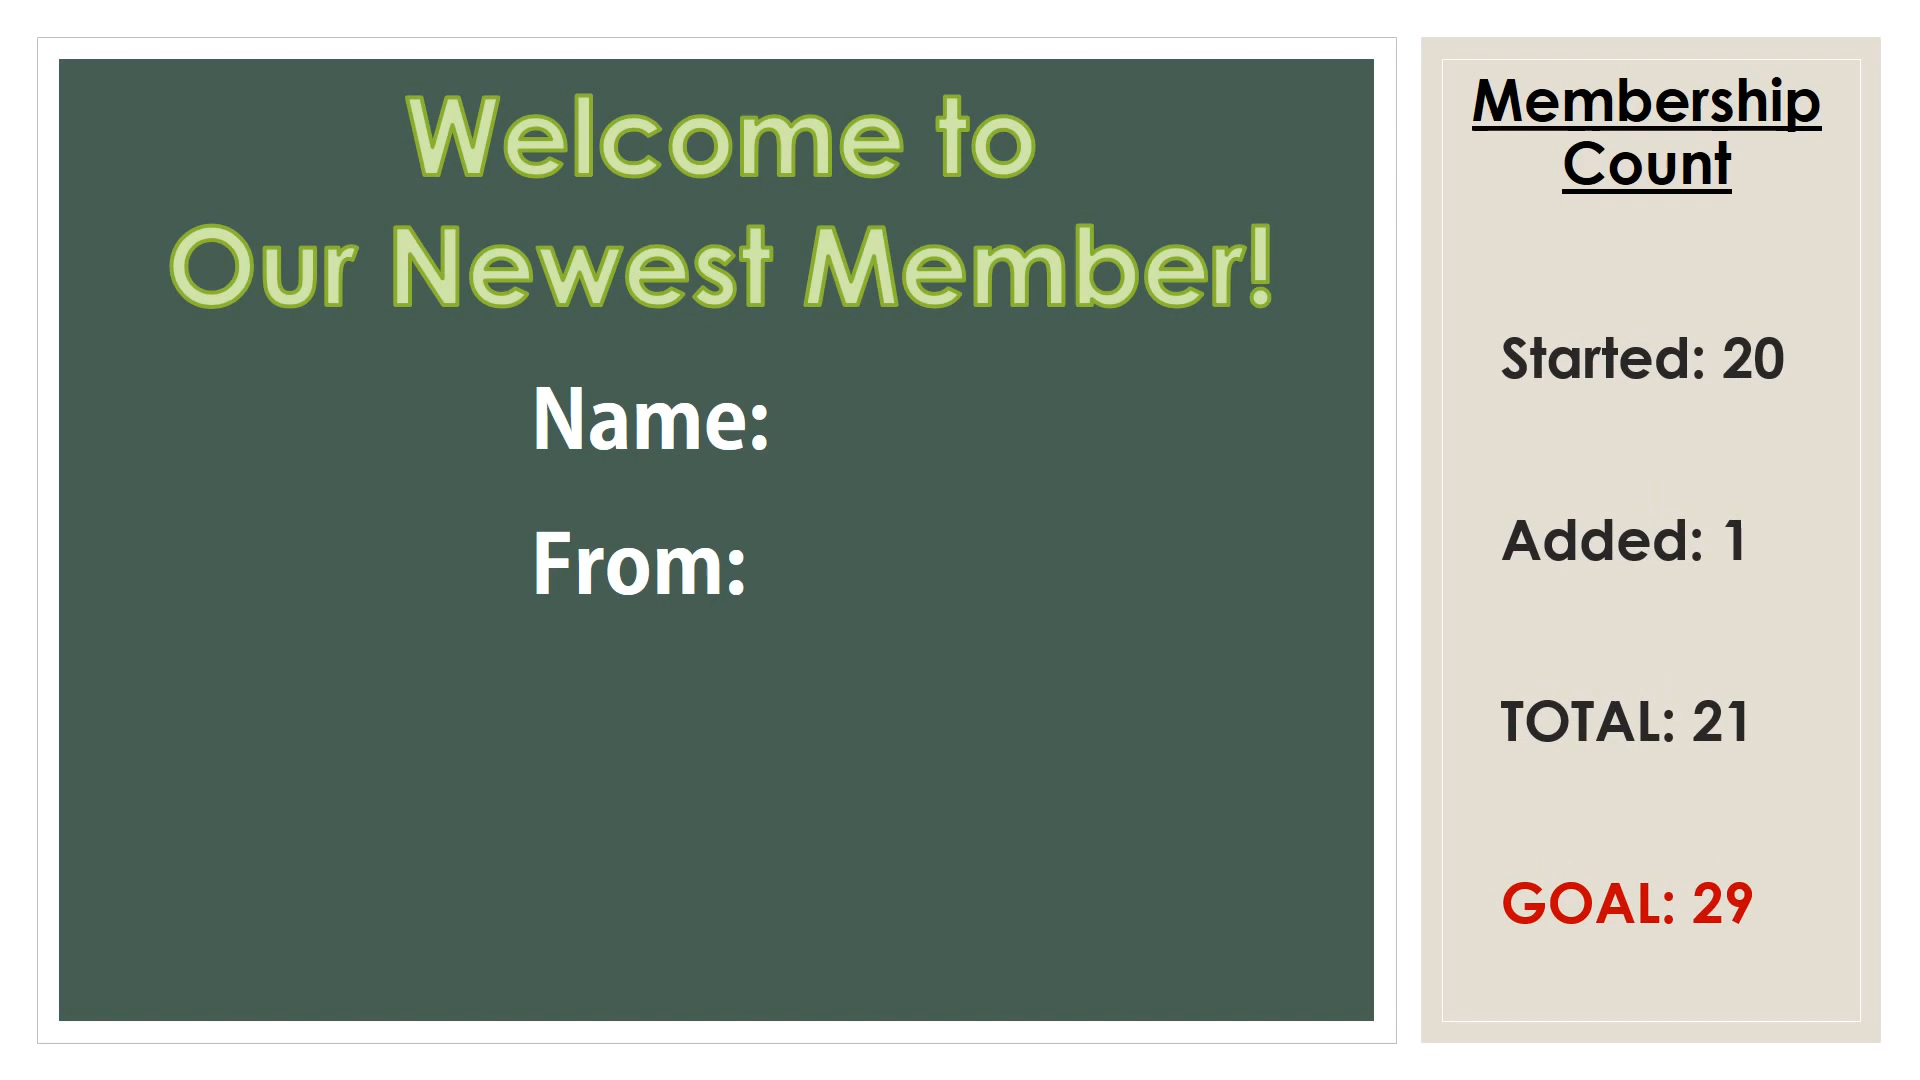 Welcome to
Our Newest Member!
Name:
From:
Membership
Count
Started: 20
Added: 1
TOTAL: 21
GOAL: 29